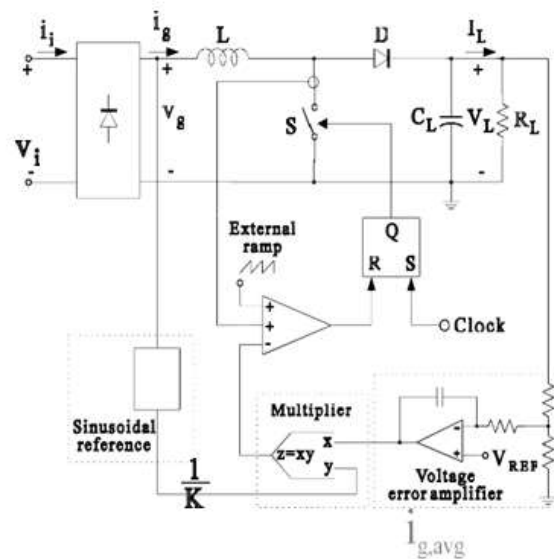 i_i
i_g
L
D
I_L
+
+
+
v_g
S
C_L
V_L
R_L
V_i
-
-
-
External
ramp
Q
R S
+
+
-
Clock
Sinusoidal
reference
Multiplier
z=xy
x
y
-
+
V_REF
Voltage
error amplifier
1
K
i_g,avg